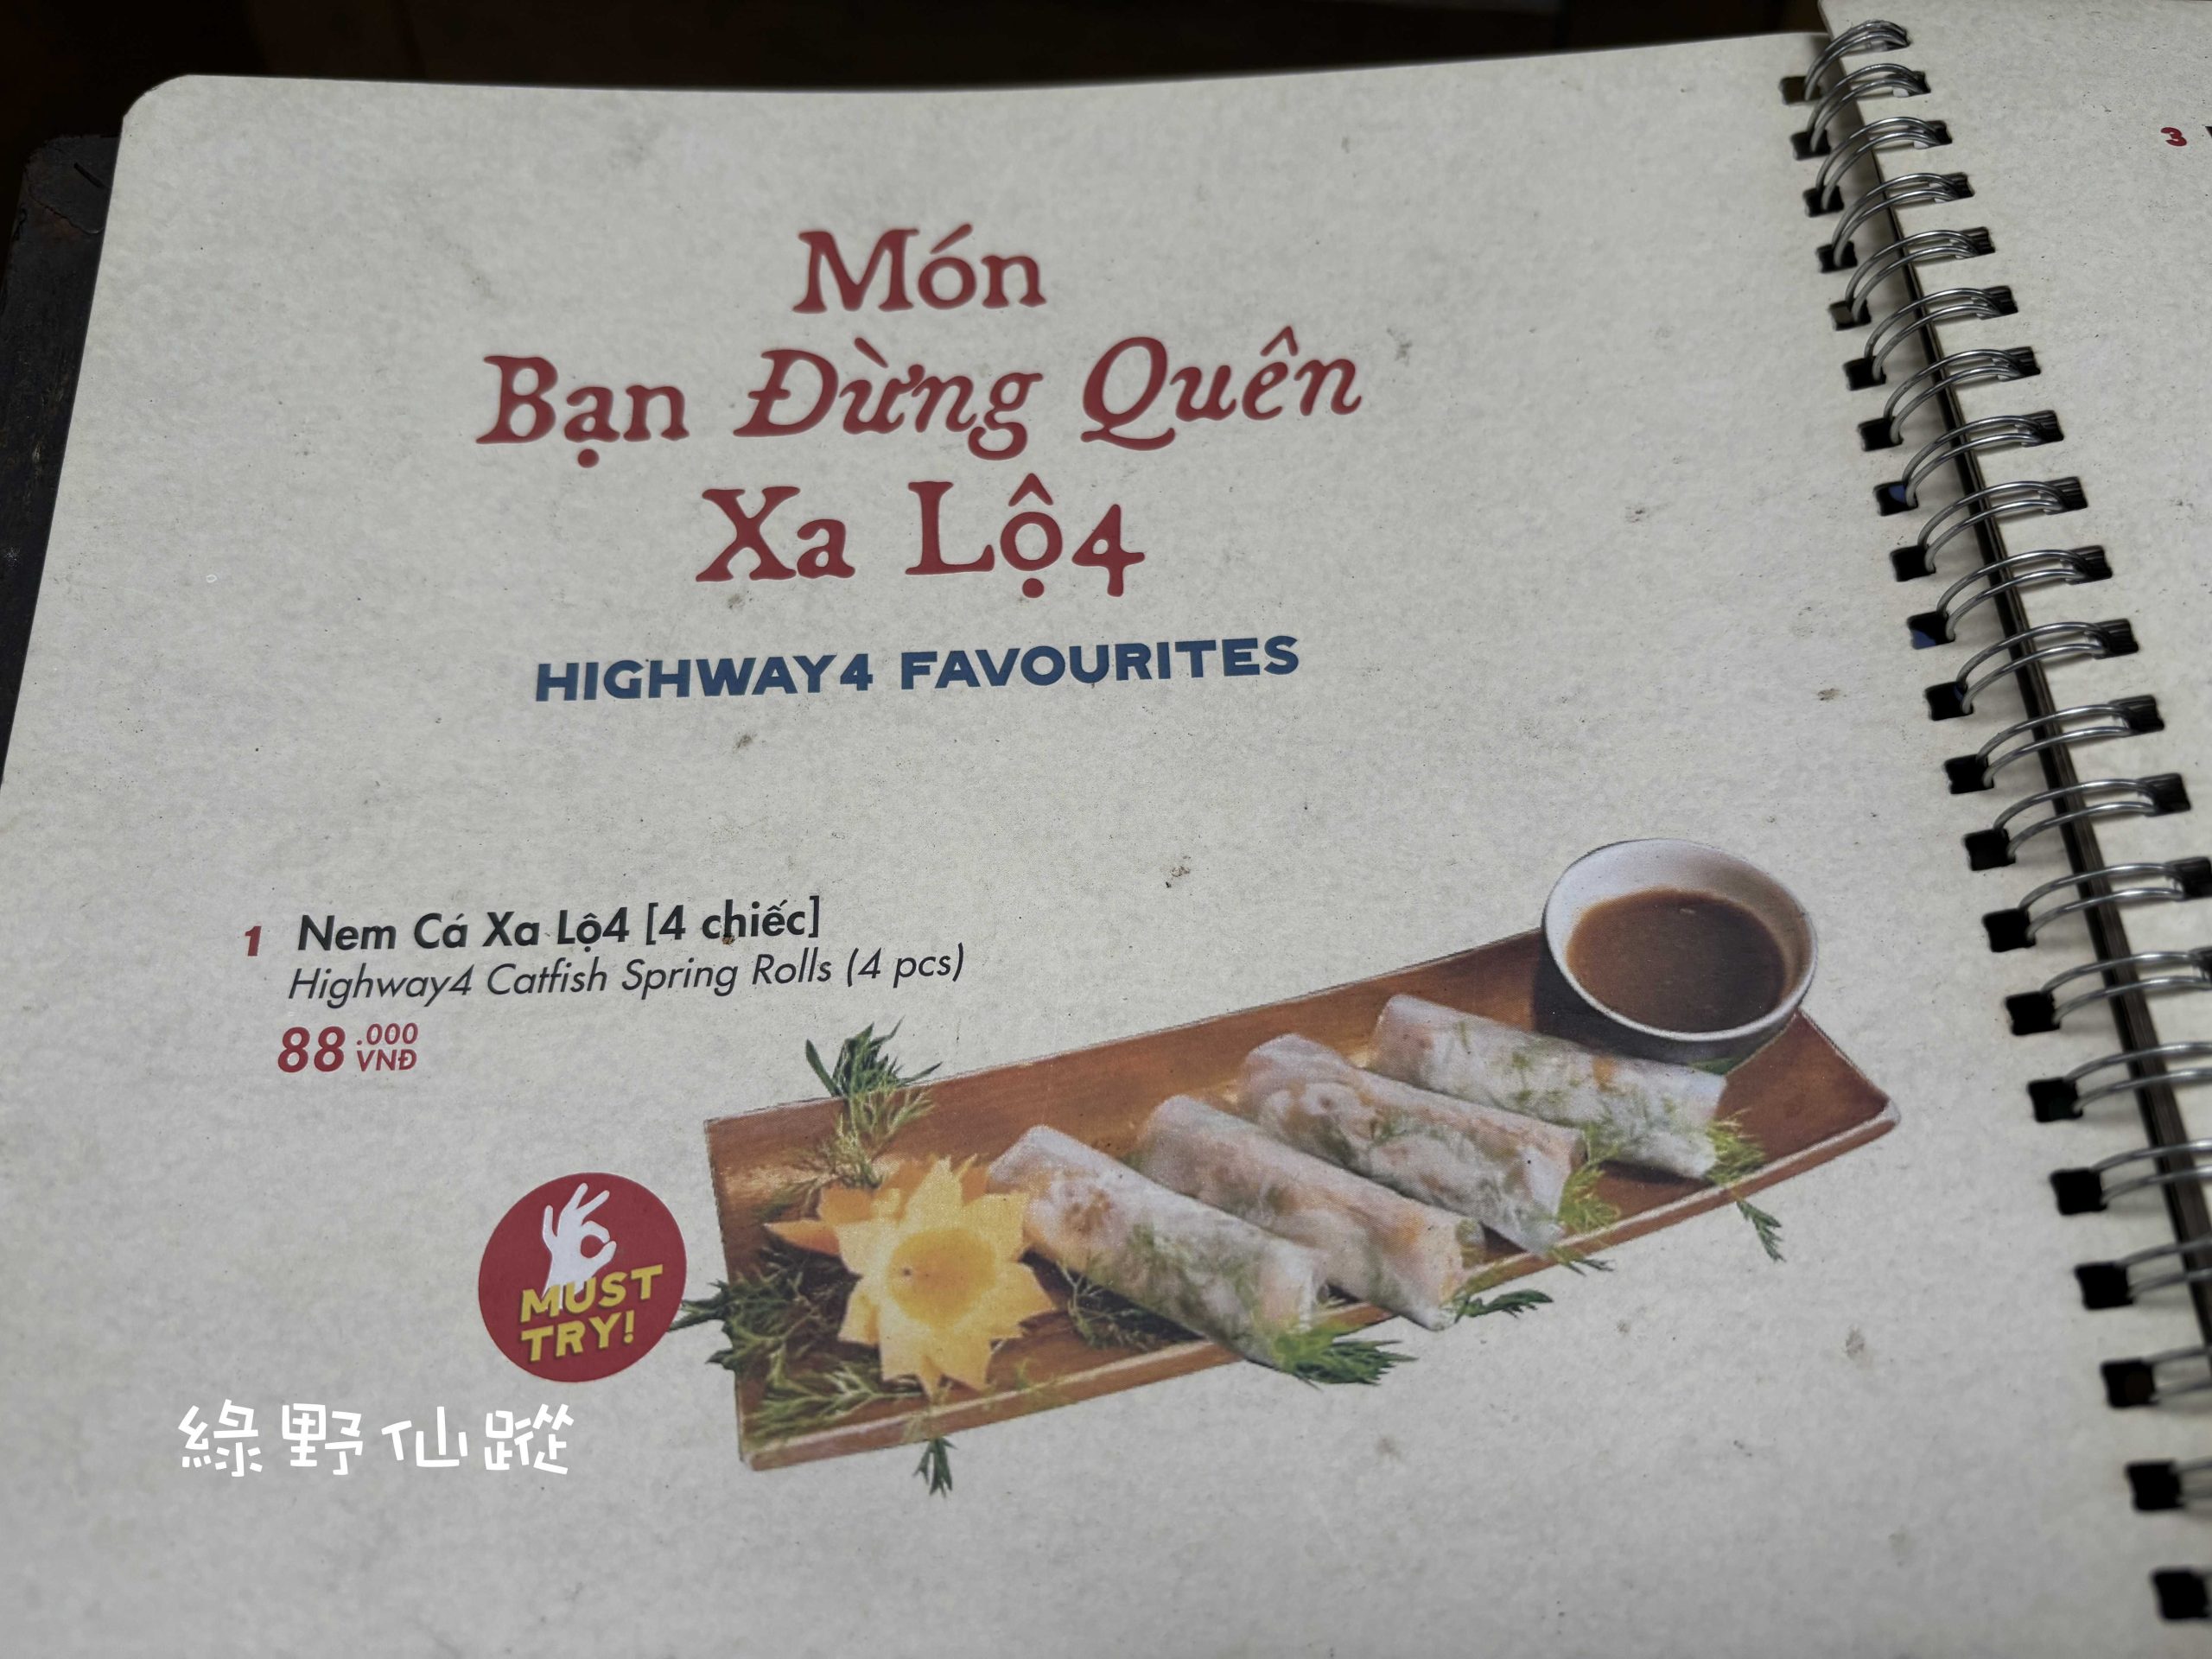 Món
Bạn Đừng Quên
Xa Lộ4
HIGHWAY4 FAVOURITES
1 Nem Cá Xa Lộ4 [4 chiếc]
Highway4 Catfish Spring Rolls (4 pcs)
88.000 VNĐ
MUST
TRY!
綠野仙蹤
3